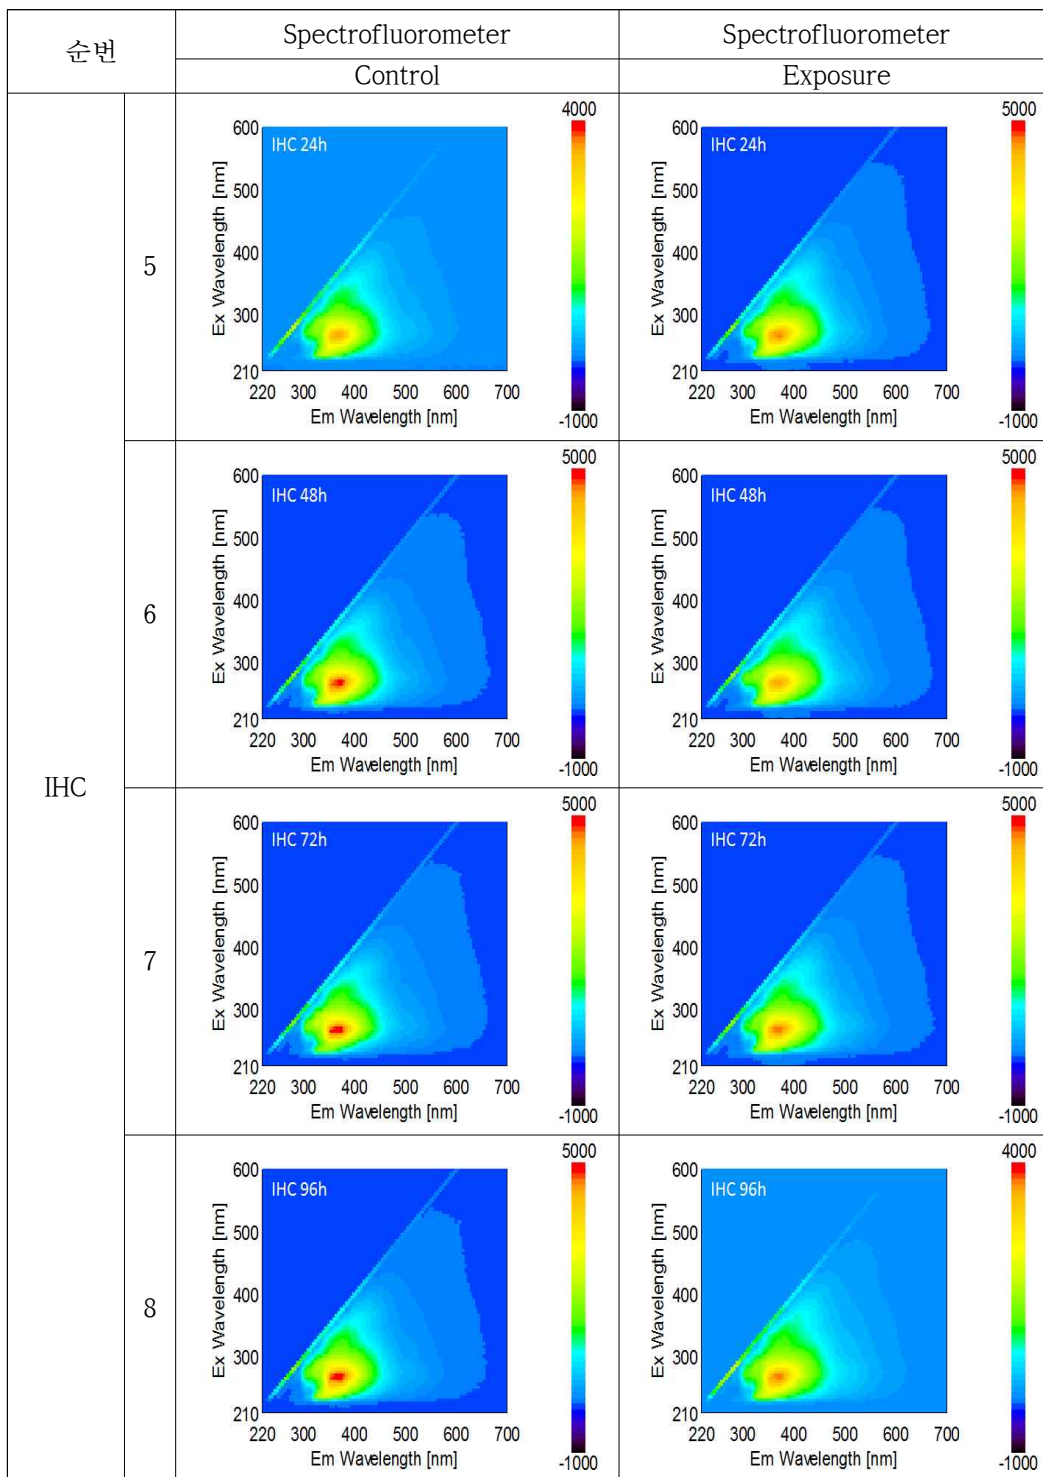 순번
Spectrofluorometer
Spectrofluorometer
Control
Exposure
IHC
5
4000
600
IHC 24h
500
400
300
210
220 300 400 500 600 700
Ex Wavelength [nm]
Em Wavelength [nm]
-1000
5000
600
IHC 24h
500
400
300
210
220 300 400 500 600 700
Ex Wavelength [nm]
Em Wavelength [nm]
-1000
6
5000
600
IHC 48h
500
400
300
210
220 300 400 500 600 700
Ex Wavelength [nm]
Em Wavelength [nm]
-1000
5000
600
IHC 48h
500
400
300
210
220 300 400 500 600 700
Ex Wavelength [nm]
Em Wavelength [nm]
-1000
7
5000
600
IHC 72h
500
400
300
210
220 300 400 500 600 700
Ex Wavelength [nm]
Em Wavelength [nm]
-1000
5000
600
IHC 72h
500
400
300
210
220 300 400 500 600 700
Ex Wavelength [nm]
Em Wavelength [nm]
-1000
8
5000
600
IHC 96h
500
400
300
210
220 300 400 500 600 700
Ex Wavelength [nm]
Em Wavelength [nm]
-1000
4000
600
IHC 96h
500
400
300
210
220 300 400 500 600 700
Ex Wavelength [nm]
Em Wavelength [nm]
-1000